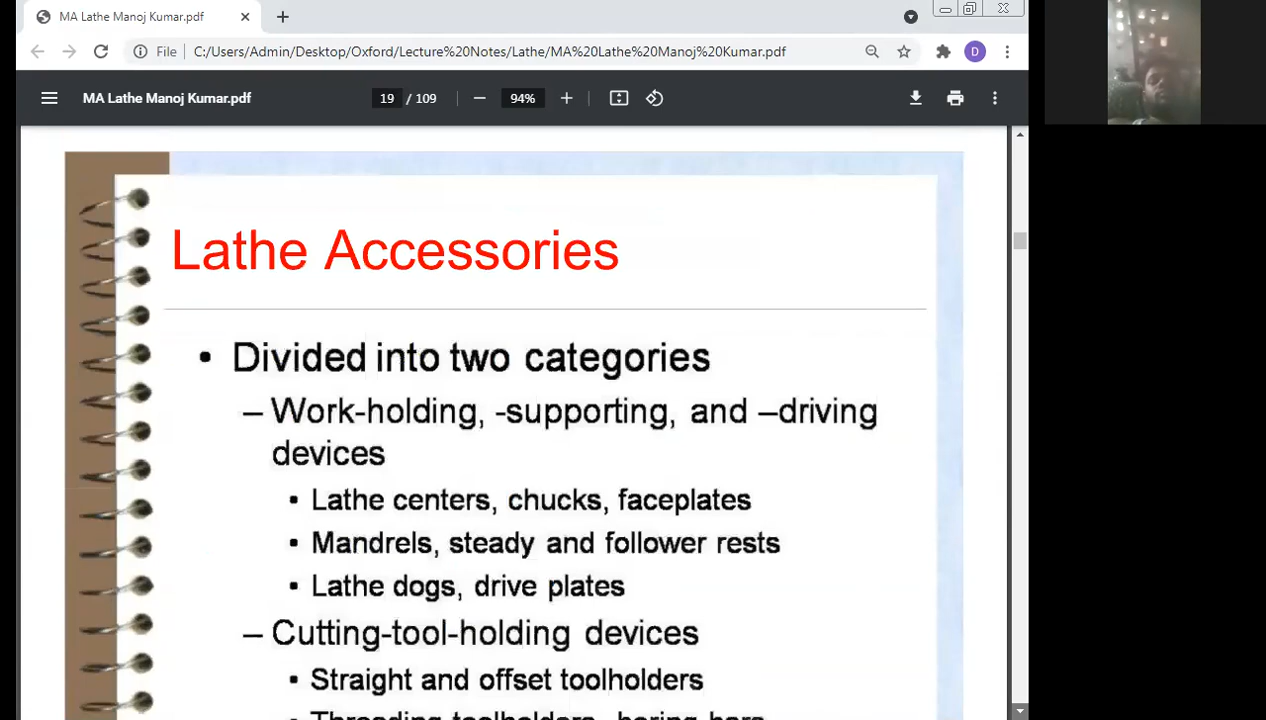 MA Lathe Manoj Kumar.pdf
File C:/Users/Admin/Desktop/Oxford/Lecture%20Notes/Lathe/MA%20Lathe%20Manoj%20Kumar.pdf
D
MA Lathe Manoj Kumar.pdf 19 / 109 94%
Lathe Accessories
• Divided into two categories
– Work-holding, -supporting, and –driving
devices
• Lathe centers, chucks, faceplates
• Mandrels, steady and follower rests
• Lathe dogs, drive plates
– Cutting-tool-holding devices
• Straight and offset toolholders
• Threading toolholders, boring bars